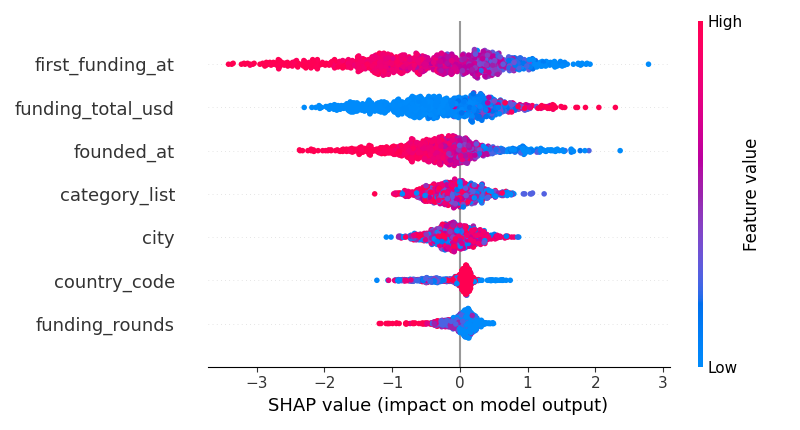 High
first_funding_at
funding_total_usd
founded_at
category_list
city
country_code
funding_rounds
Feature value
Low
−3 −2 −1 0 1 2 3
SHAP value (impact on model output)